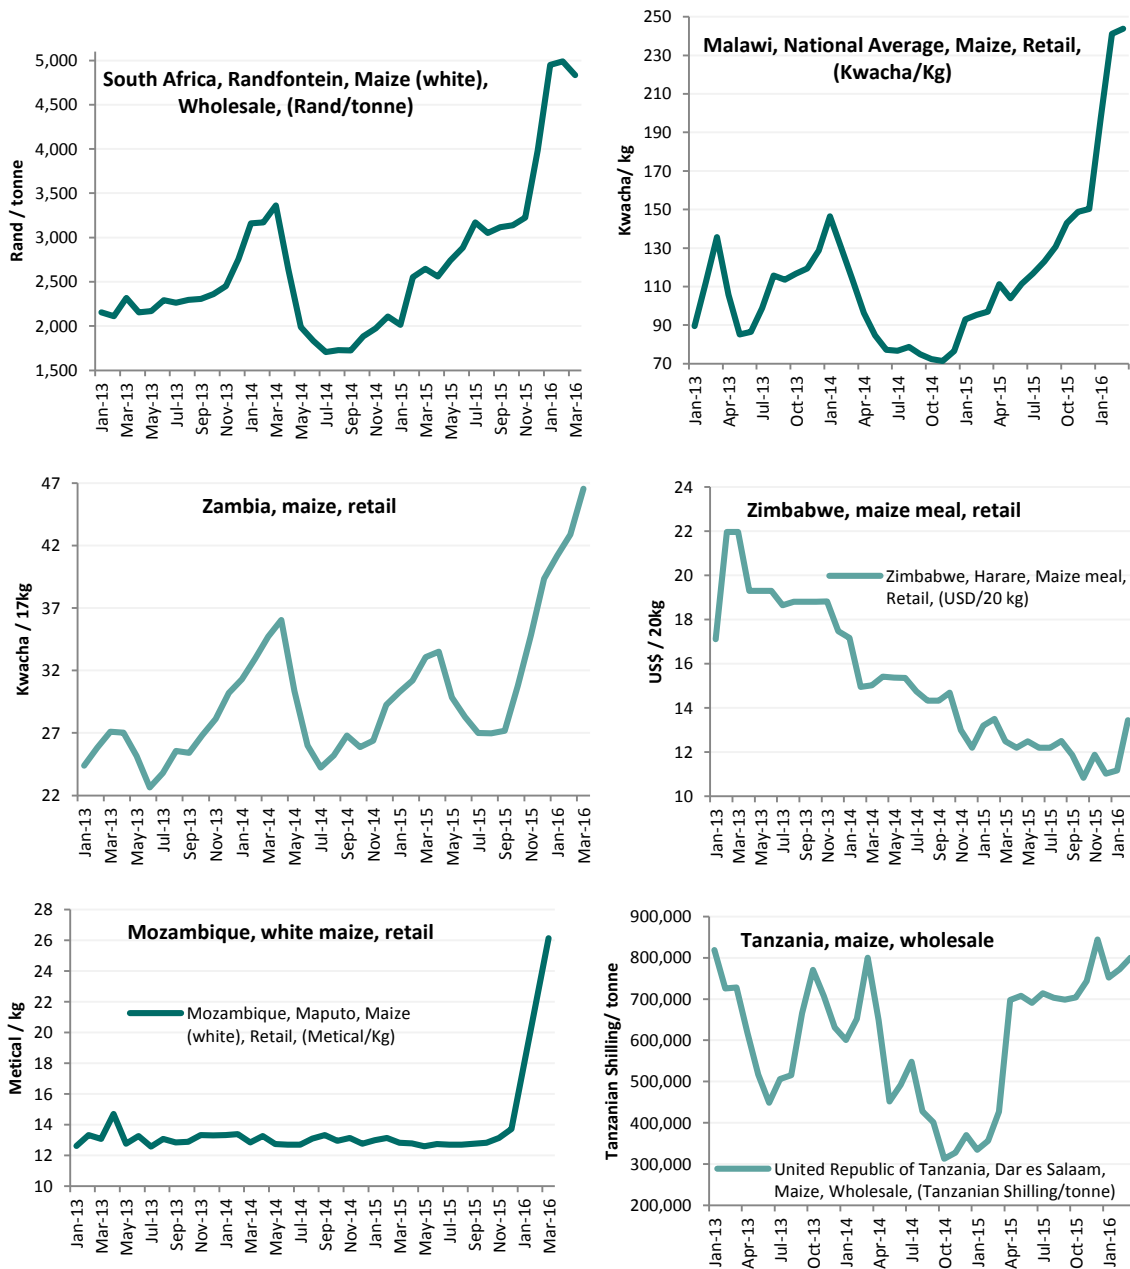 South Africa, Randfontein, Maize (white),
Wholesale, (Rand/tonne)
Rand / tonne
5,000
4,500
4,000
3,500
3,000
2,500
2,000
1,500
Jan-13
Mar-13
May-13
Jul-13
Sep-13
Nov-13
Jan-14
Mar-14
May-14
Jul-14
Sep-14
Nov-14
Jan-15
Mar-15
May-15
Jul-15
Sep-15
Nov-15
Jan-16
Mar-16
Malawi, National Average, Maize, Retail,
(Kwacha/Kg)
Kwacha/ kg
250
230
210
190
170
150
130
110
90
70
Jan-13
Apr-13
Jul-13
Oct-13
Jan-14
Apr-14
Jul-14
Oct-14
Jan-15
Apr-15
Jul-15
Oct-15
Jan-16
Zambia, maize, retail
Kwacha / 17kg
47
42
37
32
27
22
Jan-13
Mar-13
May-13
Jul-13
Sep-13
Nov-13
Jan-14
Mar-14
May-14
Jul-14
Sep-14
Nov-14
Jan-15
Mar-15
May-15
Jul-15
Sep-15
Nov-15
Jan-16
Mar-16
Zimbabwe, maize meal, retail
Zimbabwe, Harare, Maize meal,
Retail, (USD/20 kg)
US$ / 20kg
24
22
20
18
16
14
12
10
Jan-13
Mar-13
May-13
Jul-13
Sep-13
Nov-13
Jan-14
Mar-14
May-14
Jul-14
Sep-14
Nov-14
Jan-15
Mar-15
May-15
Jul-15
Sep-15
Nov-15
Jan-16
Mozambique, white maize, retail
Mozambique, Maputo, Maize
(white), Retail, (Metical/Kg)
Metical / kg
28
26
24
22
20
18
16
14
12
10
Jan-13
Mar-13
May-13
Jul-13
Sep-13
Nov-13
Jan-14
Mar-14
May-14
Jul-14
Sep-14
Nov-14
Jan-15
Mar-15
May-15
Jul-15
Sep-15
Nov-15
Jan-16
Mar-16
Tanzania, maize, wholesale
Tanzanian Shilling/ tonne
900,000
800,000
700,000
600,000
500,000
400,000
300,000
200,000
United Republic of Tanzania, Dar es Salaam,
Maize, Wholesale, (Tanzanian Shilling/tonne)
Jan-13
Apr-13
Jul-13
Oct-13
Jan-14
Apr-14
Jul-14
Oct-14
Jan-15
Apr-15
Jul-15
Oct-15
Jan-16